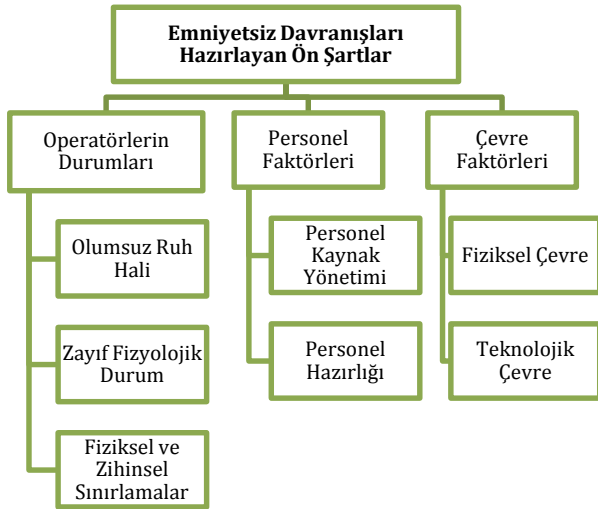 Emniyetsiz Davranışları
Hazırlayan Ön Şartlar
Operatörlerin
Durumları
Olumsuz Ruh
Hali
Zayıf Fizyolojik
Durum
Fiziksel ve
Zihinsel
Sınırlamalar
Personel
Faktörleri
Personel
Kaynak
Yönetimi
Personel
Hazırlığı
Çevre
Faktörleri
Fiziksel Çevre
Teknolojik
Çevre